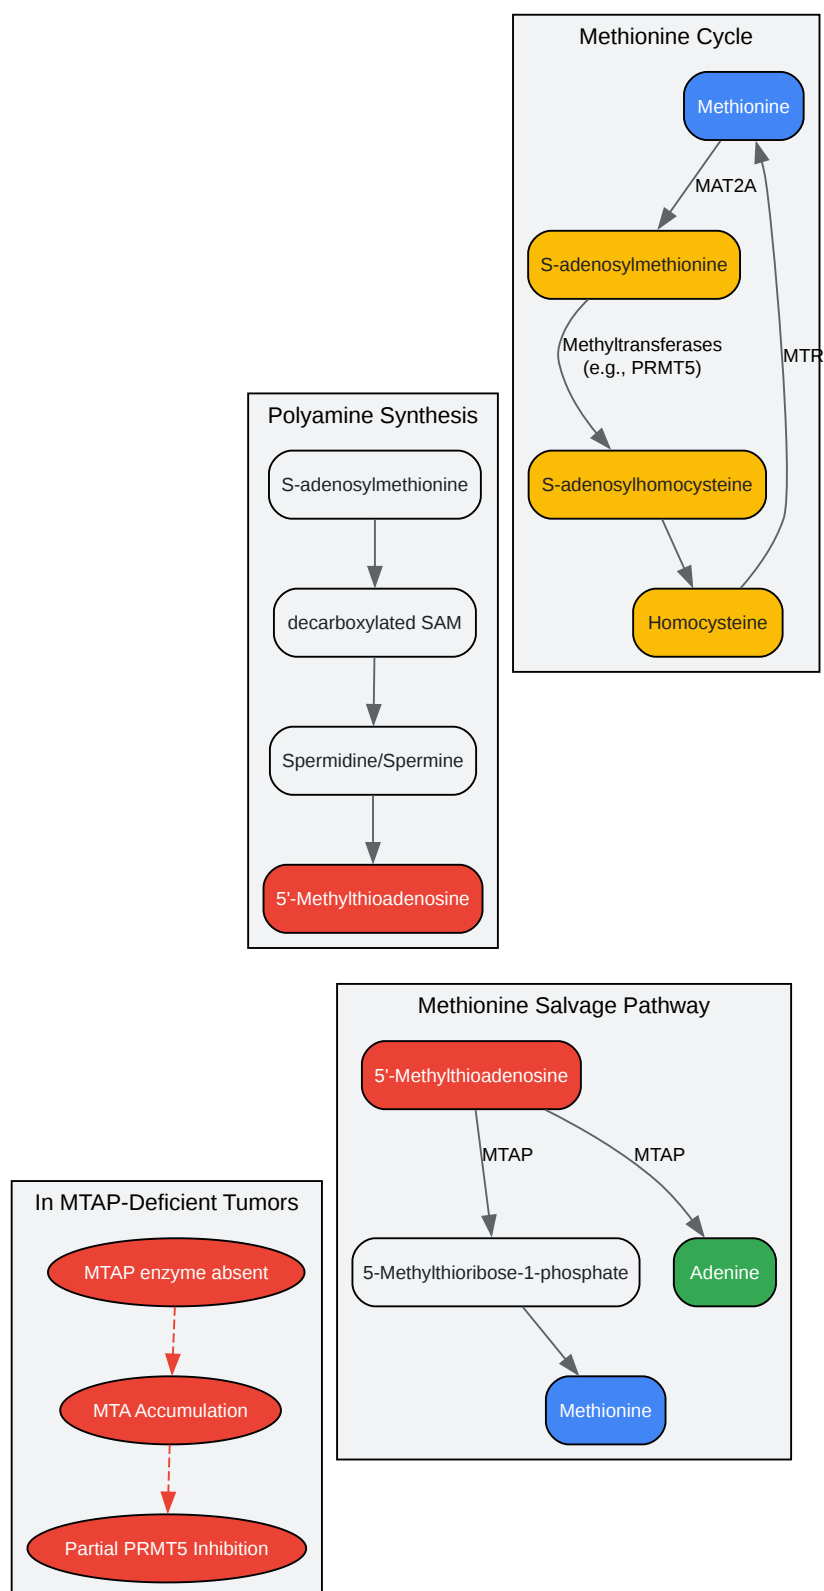 Methionine Cycle
Methionine
MAT2A
S-adenosylmethionine
Methyltransferases
(e.g., PRMT5)
MTR
S-adenosylhomocysteine
Homocysteine
Polyamine Synthesis
S-adenosylmethionine
decarboxylated SAM
Spermidine/Spermine
5'-Methylthioadenosine
Methionine Salvage Pathway
5'-Methylthioadenosine
MTAP
MTAP
5-Methylthioribose-1-phosphate
Adenine
Methionine
In MTAP-Deficient Tumors
MTAP enzyme absent
MTA Accumulation
Partial PRMT5 Inhibition